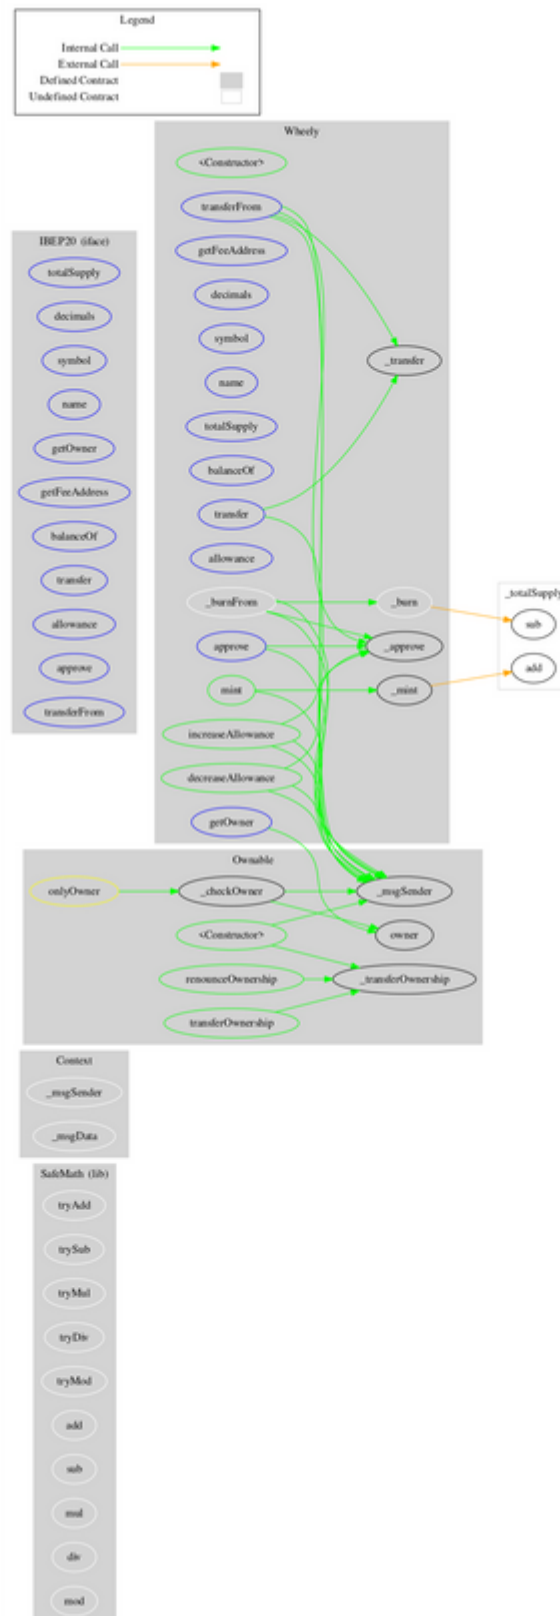 Legend
Internal Call
External Call
Defined Contract
Undefined Contract
Wheely
<Constructor>
transferFrom
getFeeAddress
decimals
symbol
name
totalSupply
balanceOf
transfer
allowance
_burnFrom
approve
mint
increaseAllowance
decreaseAllowance
getOwner
_transfer
_burn
_approve
_mint
IBEP20 (iface)
totalSupply
decimals
symbol
name
getOwner
getFeeAddress
balanceOf
transfer
allowance
approve
transferFrom
_totalSupply
sub
add
Ownable
onlyOwner
_checkOwner
<Constructor>
renounceOwnership
transferOwnership
_msgSender
owner
_transferOwnership
Context
_msgSender
_msgData
SafeMath (lib)
tryAdd
trySub
tryMul
tryDiv
tryMod
add
sub
mul
div
mod